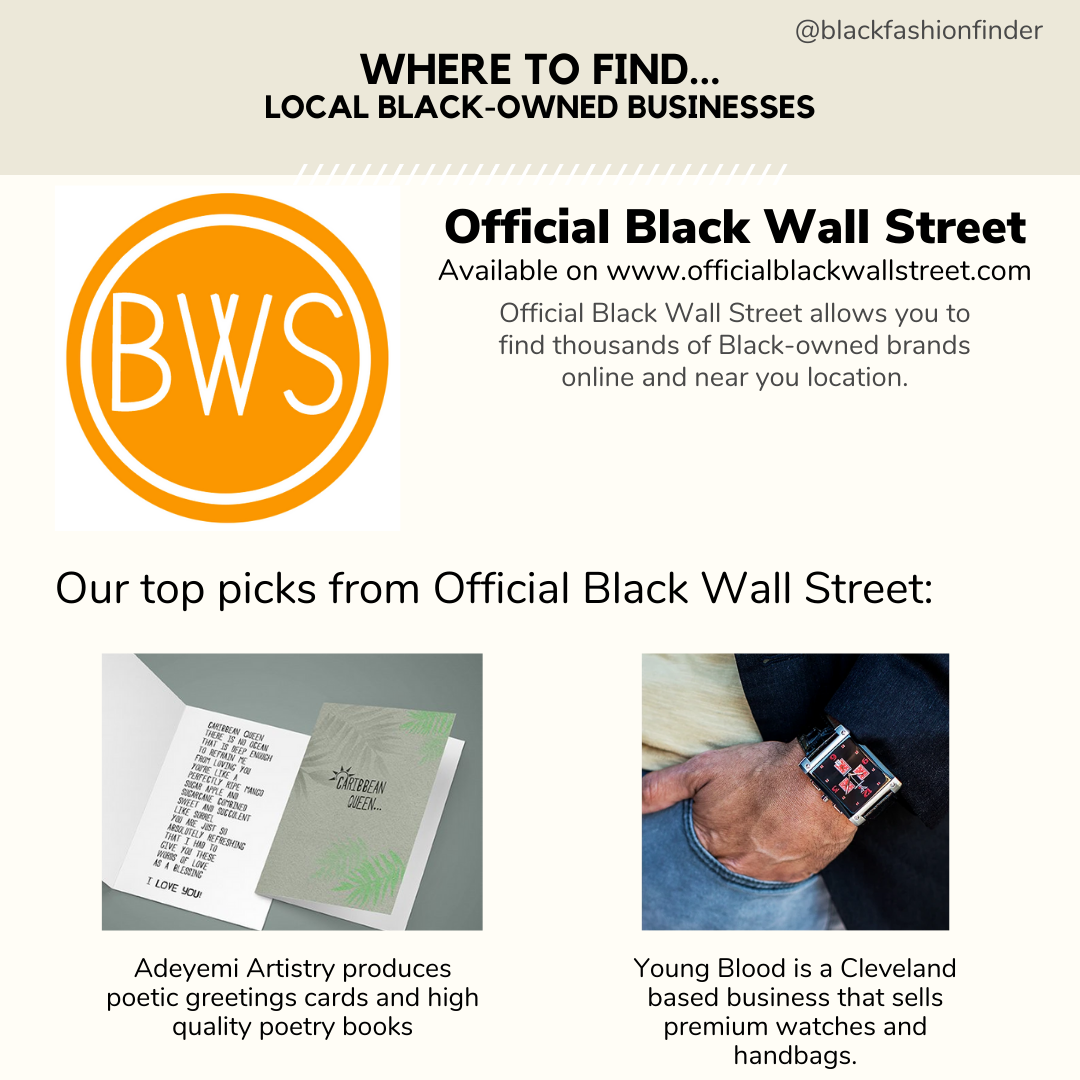 @blackfashionfinder
WHERE TO FIND...
LOCAL BLACK-OWNED BUSINESSES
BWS
Official Black Wall Street
Available on www.officialblackwallstreet.com
Official Black Wall Street allows you to
find thousands of Black-owned brands
online and near you location.
Our top picks from Official Black Wall Street:
CARIBBEAN QUEEN
THERE IS NO OCEAN
THAT IS DEEP ENOUGH
TO REFRAIN ME
FROM LOVING YOU
YOU'RE LIKE A
PERFECTLY RIPE MANGO
SUGAR APPLE AND
SUGARCANE COMBINED
SWEET AND SUCCULENT
LIKE SORREL
YOU ARE JUST SO
ABSOLUTELY REFRESHING
THAT I HAD TO
GIVE YOU THESE
WORDS OF LOVE
AS A BLESSING
I LOVE YOU!
CARIBBEAN
QUEEN...
Adeyemi Artistry produces
poetic greetings cards and high
quality poetry books
Young Blood is a Cleveland
based business that sells
premium watches and
handbags.